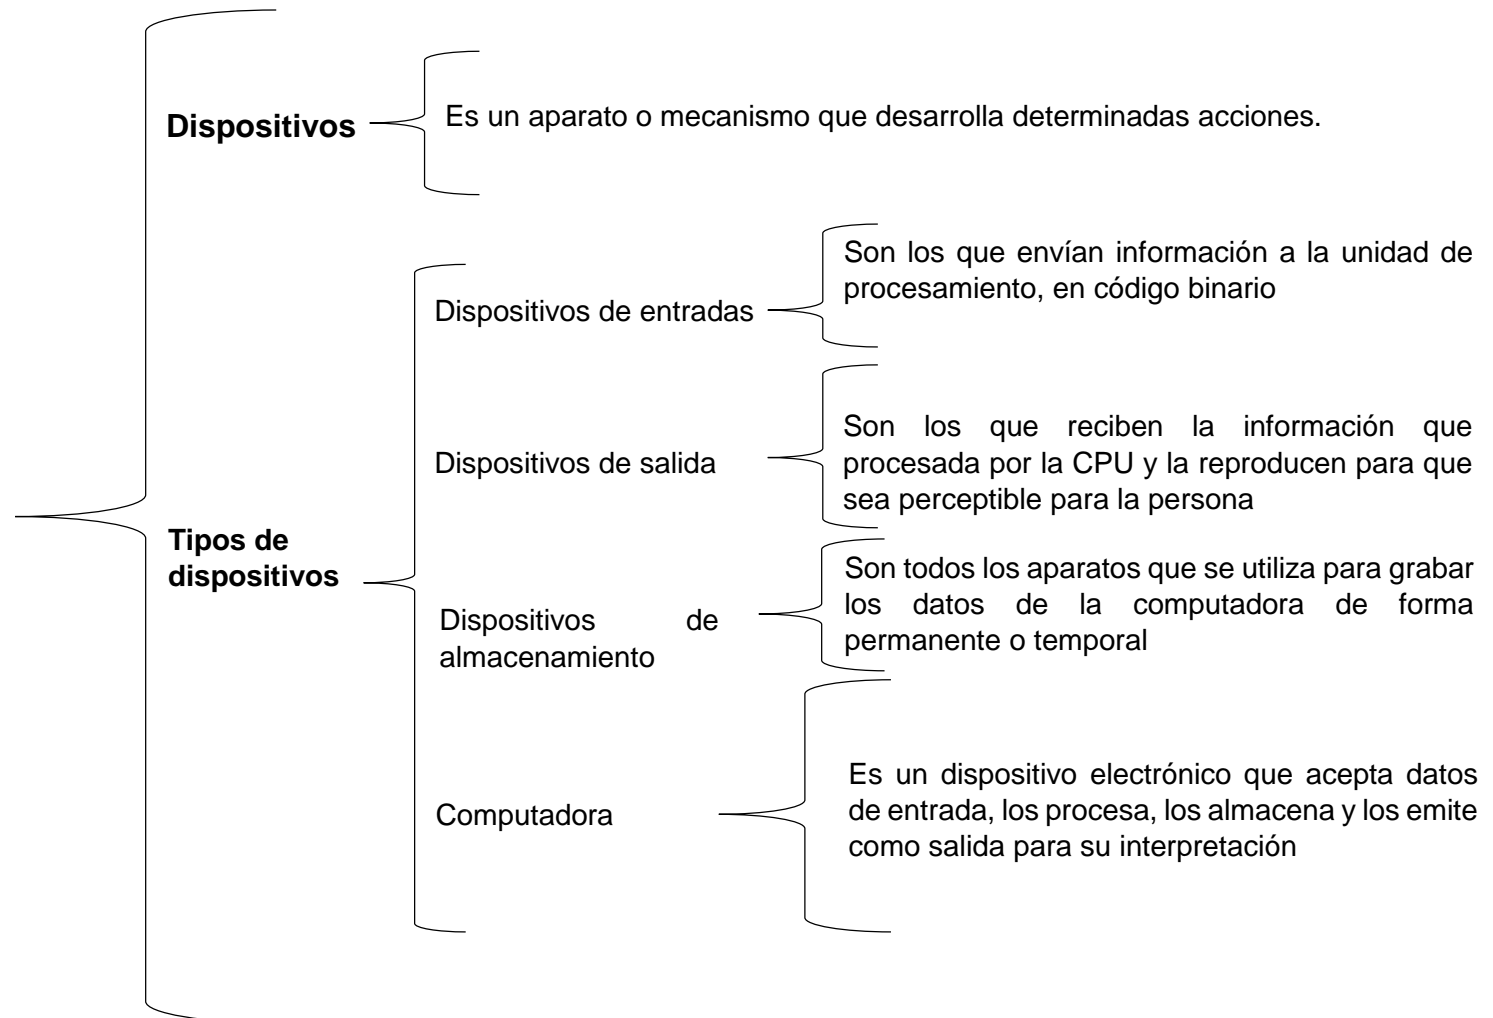 Dispositivos
Es un aparato o mecanismo que desarrolla determinadas acciones.
Tipos de
dispositivos
Dispositivos de entradas
Son los que envían información a la unidad de
procesamiento, en código binario
Dispositivos de salida
Son los que reciben la información que
procesada por la CPU y la reproducen para que
sea perceptible para la persona
Dispositivos de
almacenamiento
Son todos los aparatos que se utiliza para grabar
los datos de la computadora de forma
permanente o temporal
Computadora
Es un dispositivo electrónico que acepta datos
de entrada, los procesa, los almacena y los emite
como salida para su interpretación